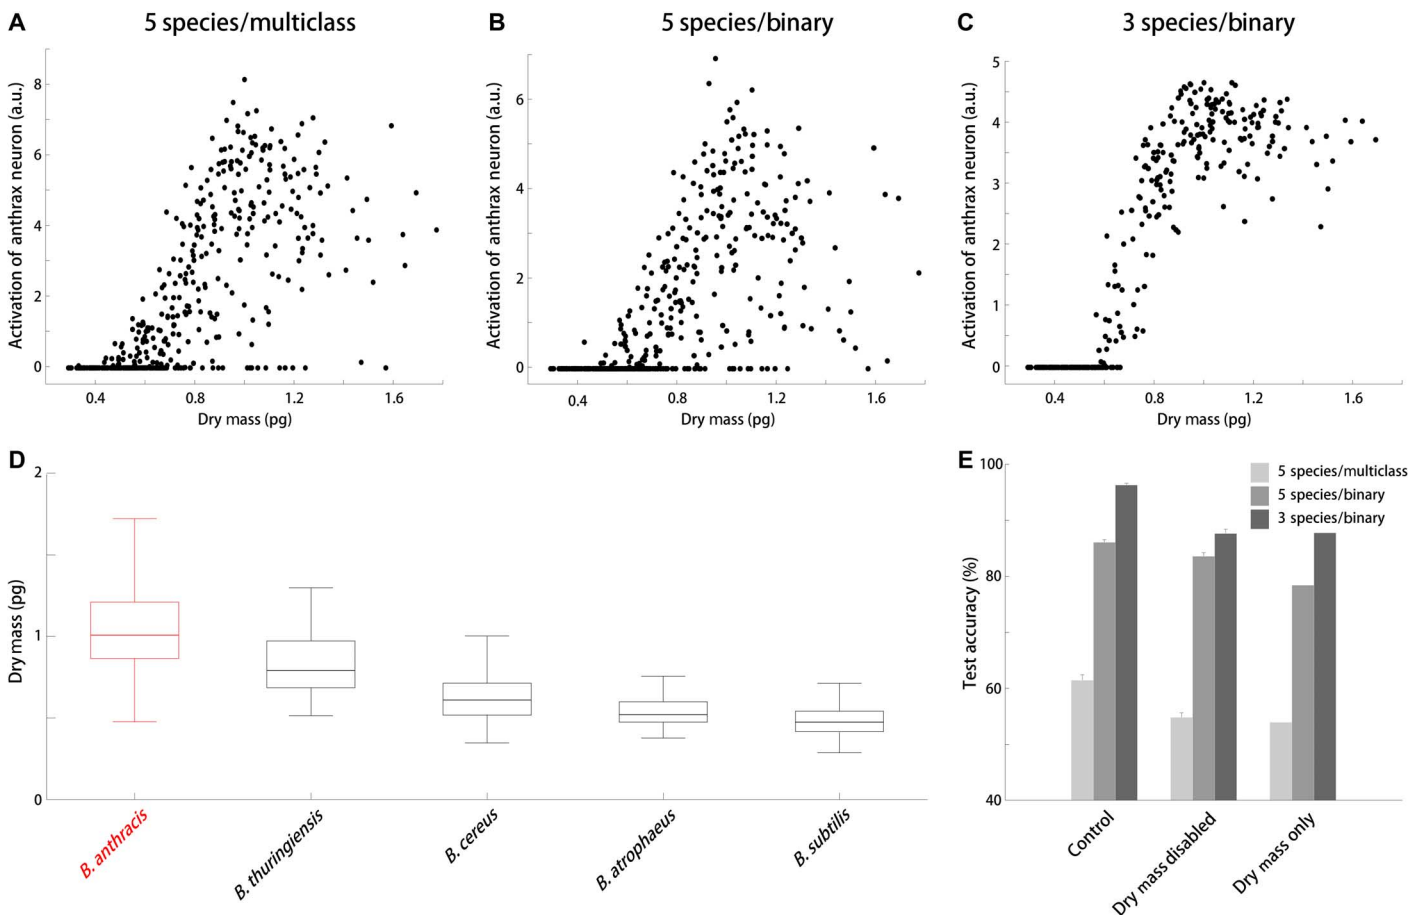 A
5 species/multiclass
Activation of anthrax neuron (a.u.)
8
6
4
2
0
0.4
0.8
1.2
1.6
Dry mass (pg)
B
5 species/binary
Activation of anthrax neuron (a.u.)
6
4
2
0
0.4
0.8
1.2
1.6
Dry mass (pg)
C
3 species/binary
Activation of anthrax neuron (a.u.)
5
4
3
2
1
0
0.4
0.8
1.2
1.6
Dry mass (pg)
D
Dry mass (pg)
2
1
0
B. anthracis
B. thuringiensis
B. cereus
B. atrophaeus
B. subtilis
E
Test accuracy (%)
100
80
60
40
5 species/multiclass
5 species/binary
3 species/binary
Control
Dry mass disabled
Dry mass only